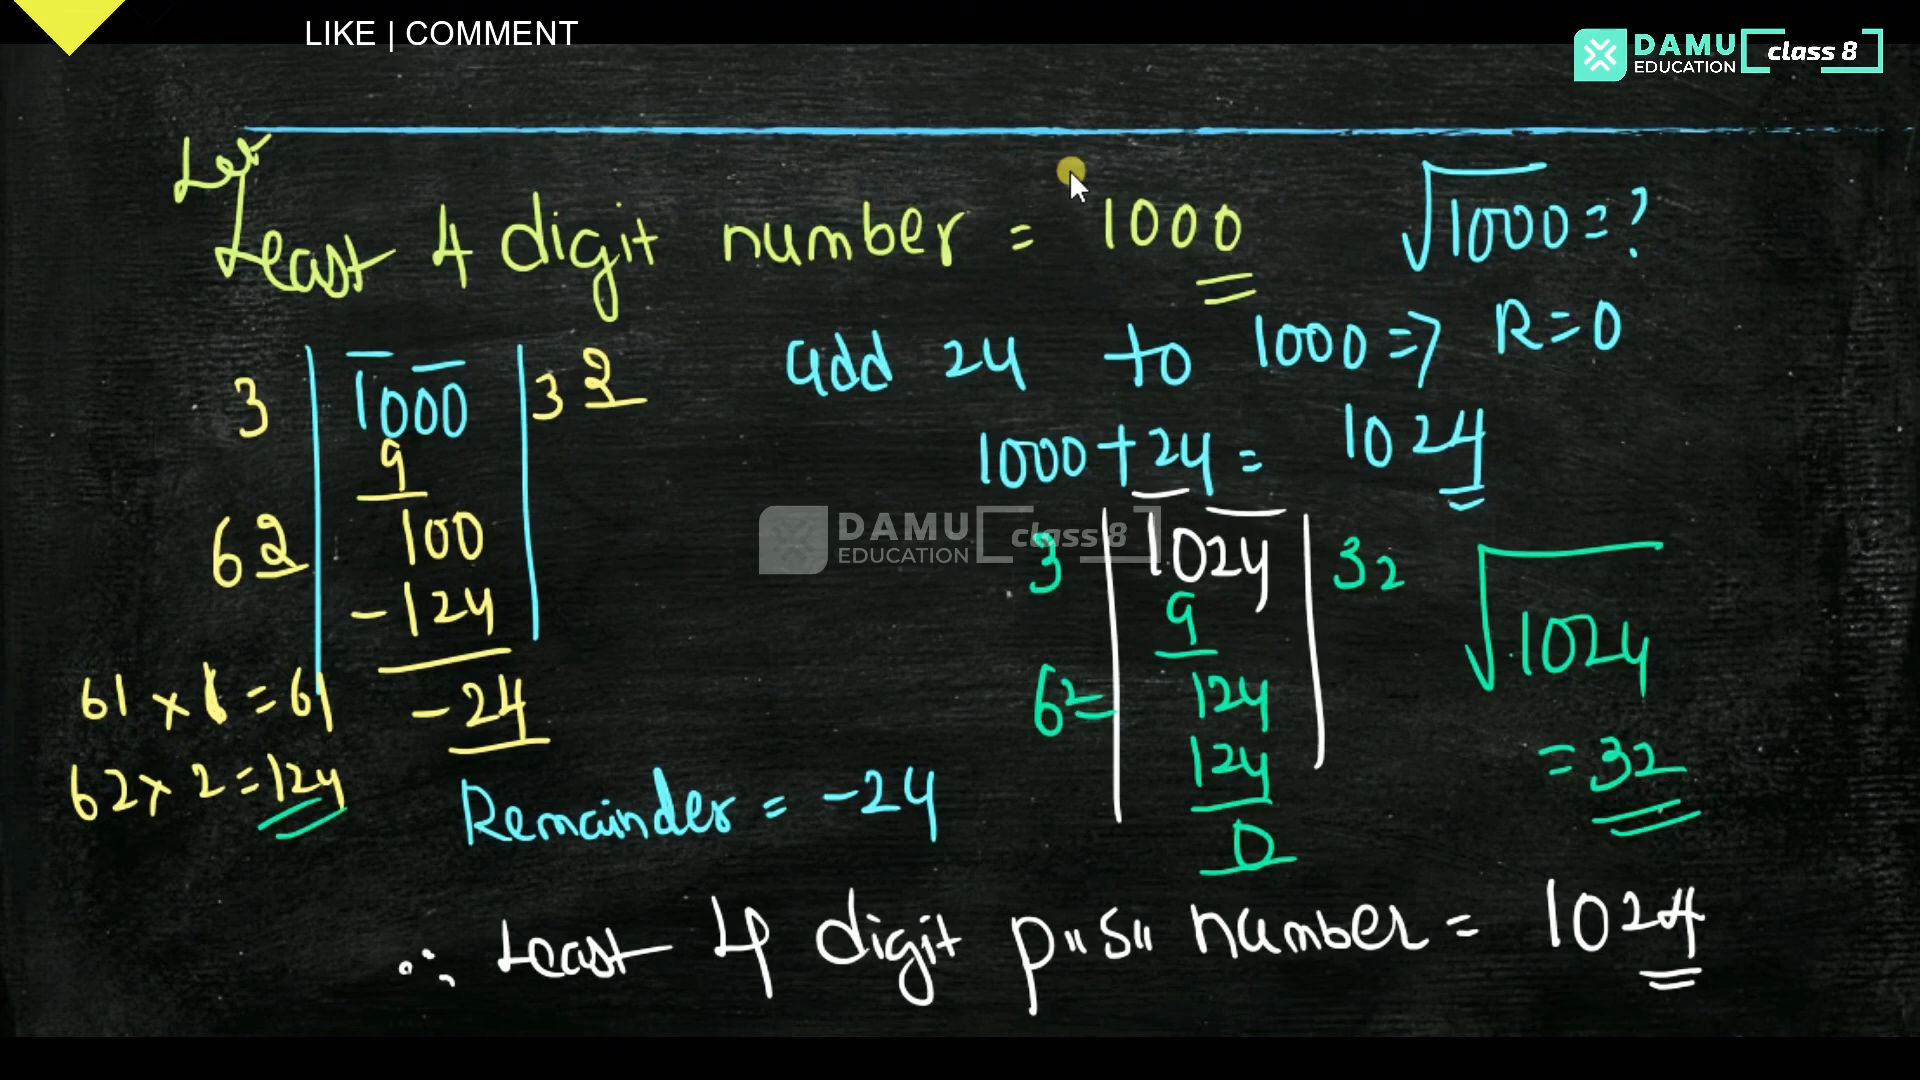 LIKE | COMMENT
DAMU EDUCATION class 8
Let
Least 4 digit number = 1000
√1000 = ?
3 | 1000 | 32
9
62 | 100
-124
-24
61 x 1 = 61
62 x 2 = 124
Remainder = -24
add 24 to 1000 => R = 0
1000 + 24 = 1024
DAMU EDUCATION class 8
3 | 1024 | 32
9
62 | 124
124
0
√1024
= 32
∴ Least 4 digit p"s" number = 1024